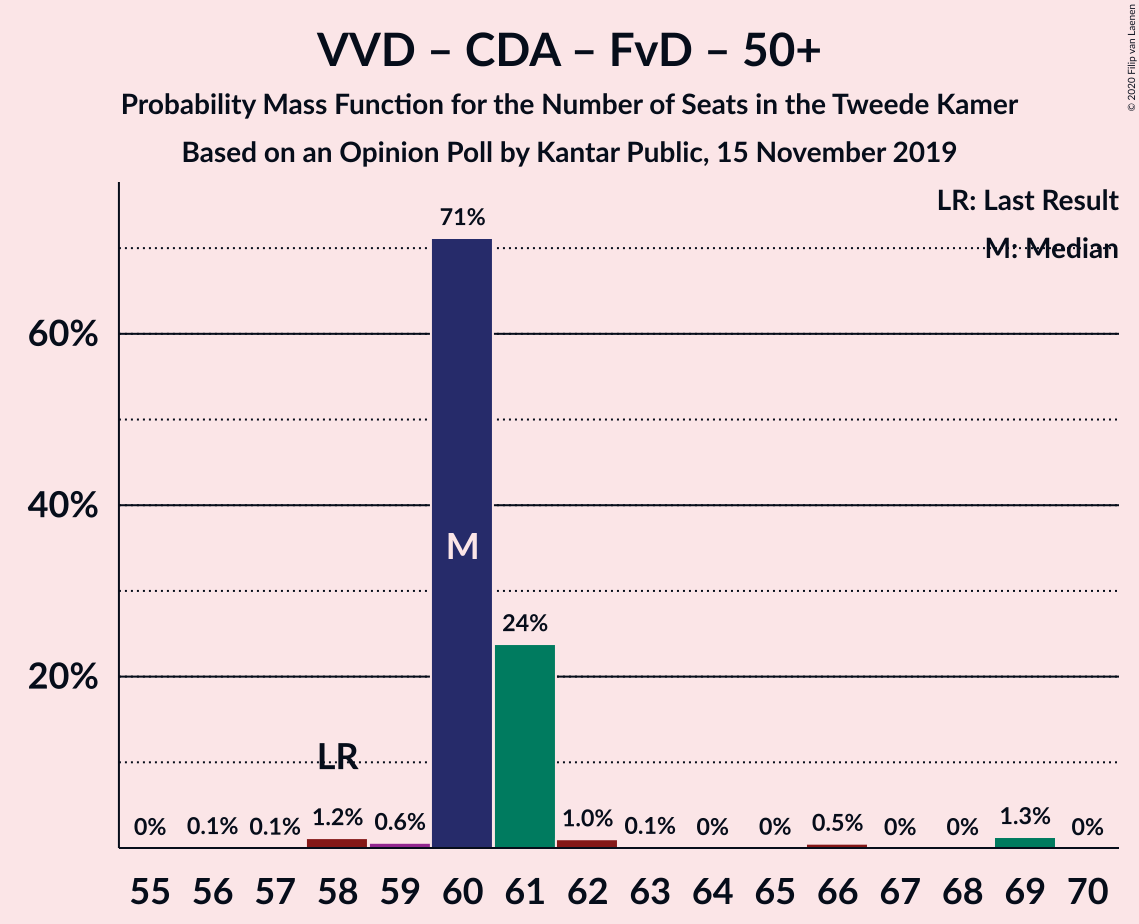 VVD – CDA – FvD – 50+
Probability Mass Function for the Number of Seats in the Tweede Kamer
Based on an Opinion Poll by Kantar Public, 15 November 2019
© 2020 Filip van Laenen
LR: Last Result
M: Median
71%
60%
40%
M
24%
20%
LR
0% 0.1% 0.1% 1.2% 0.6% 1.0% 0.1% 0% 0% 0.5% 0% 0% 1.3% 0%
55 56 57 58 59 60 61 62 63 64 65 66 67 68 69 70